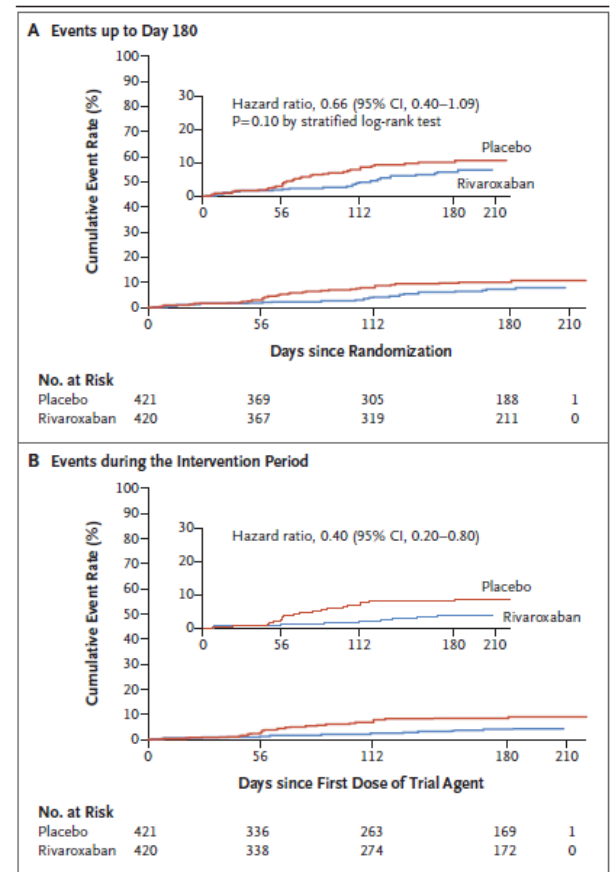 A Events up to Day 180
100
90
80
70
60
50
40
30
20
10
0
Cumulative Event Rate (%)
30
20
10
0
Hazard ratio, 0.66 (95% CI, 0.40–1.09)
P=0.10 by stratified log-rank test
Placebo
Rivaroxaban
0 56 112 180 210
0 56 112 180 210
Days since Randomization
No. at Risk
Placebo 421 369 305 188 1
Rivaroxaban 420 367 319 211 0
B Events during the Intervention Period
100
90
80
70
60
50
40
30
20
10
0
Cumulative Event Rate (%)
30
20
10
0
Hazard ratio, 0.40 (95% CI, 0.20–0.80)
Placebo
Rivaroxaban
0 56 112 180 210
0 56 112 180 210
Days since First Dose of Trial Agent
No. at Risk
Placebo 421 336 263 169 1
Rivaroxaban 420 338 274 172 0